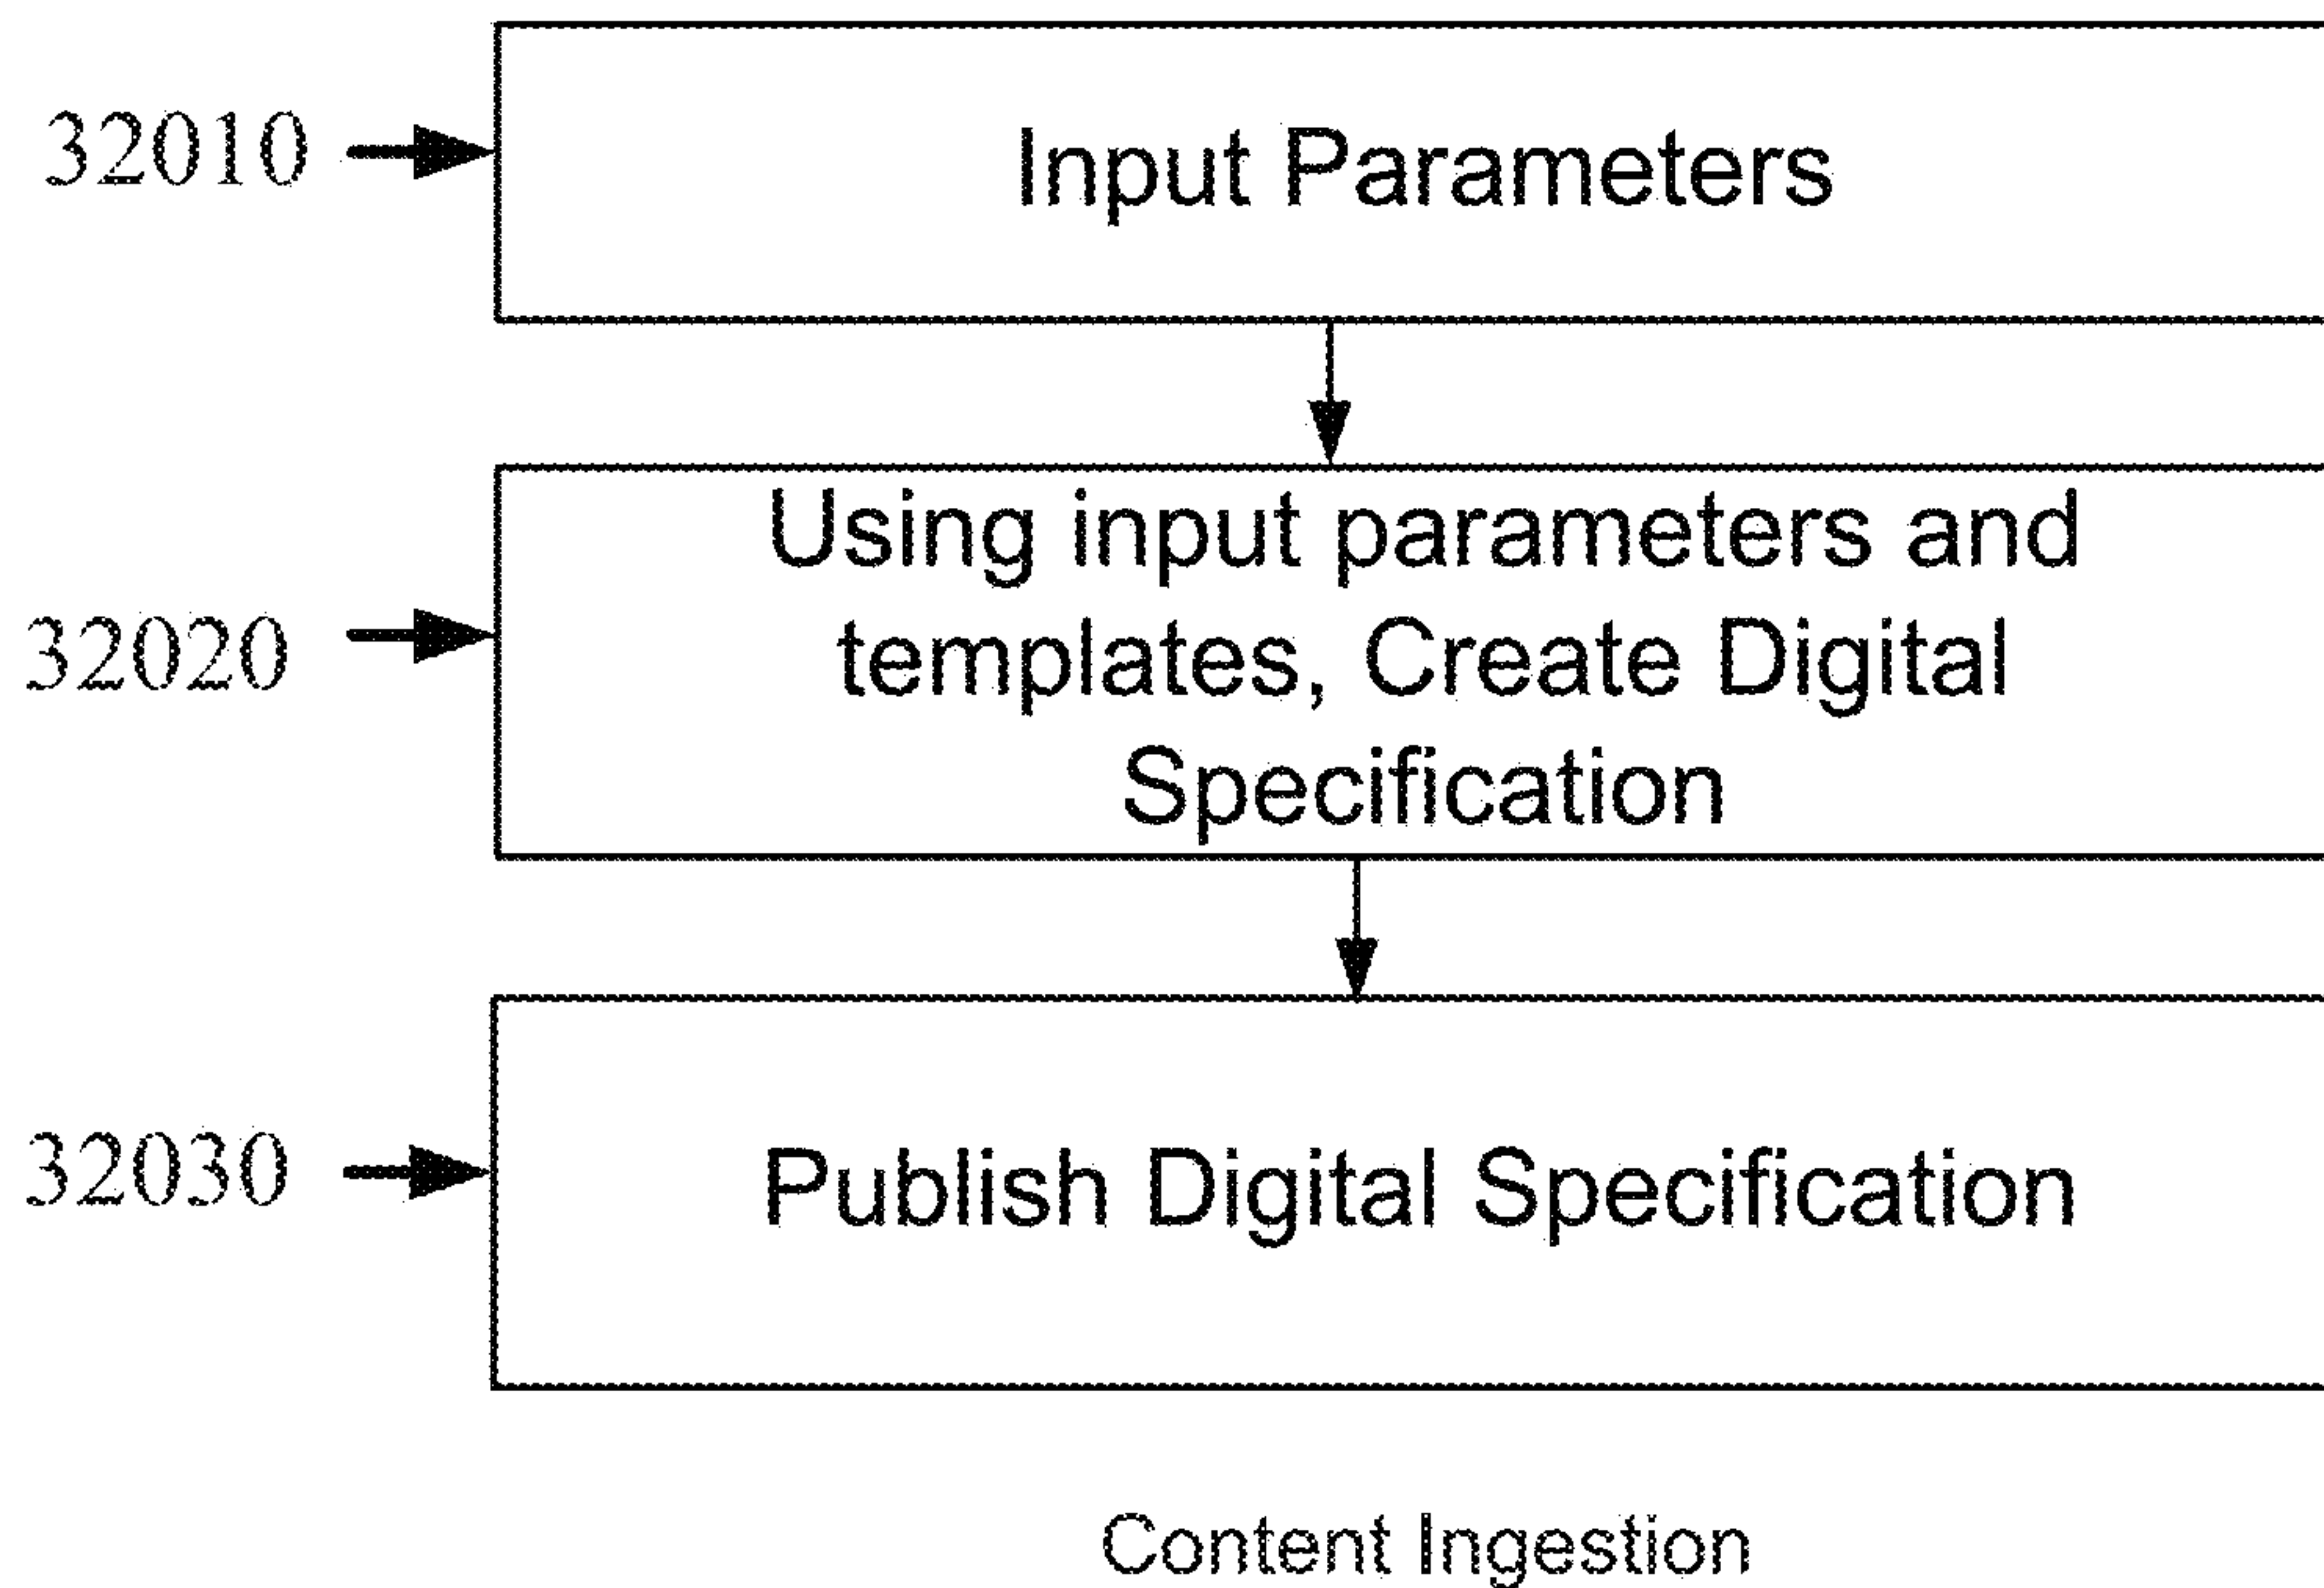 32010
Input Parameters
32020
Using input parameters and
templates, Create Digital
Specification
32030
Publish Digital Specification
Content Ingestion